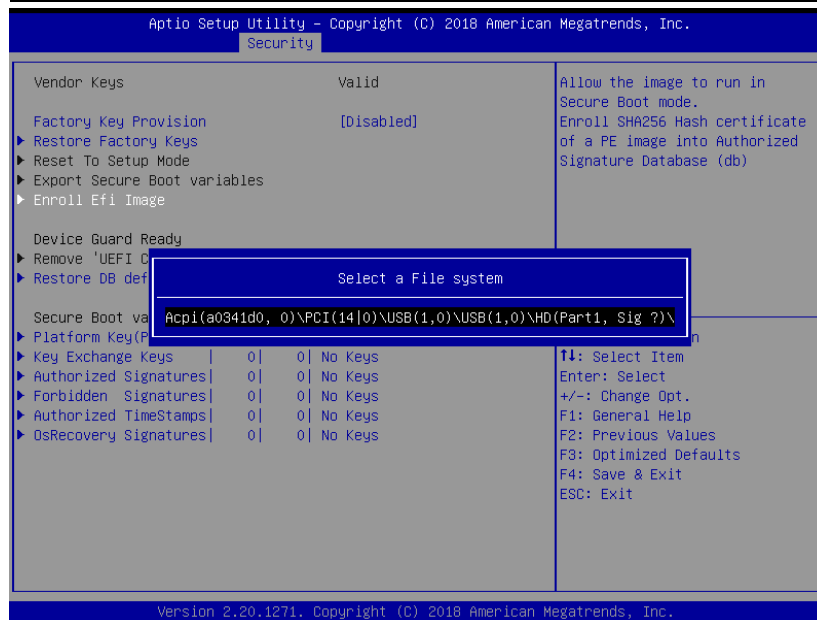 Aptio Setup Utility – Copyright (C) 2018 American Megatrends, Inc.
Security
Vendor Keys Valid
Factory Key Provision [Disabled]
Restore Factory Keys
Reset To Setup Mode
Export Secure Boot variables
Enroll Efi Image
Device Guard Ready
Remove 'UEFI C
Restore DB def
Secure Boot va
Platform Key(P
Key Exchange Keys | 0| 0| No Keys
Authorized Signatures| 0| 0| No Keys
Forbidden Signatures| 0| 0| No Keys
Authorized TimeStamps| 0| 0| No Keys
OsRecovery Signatures| 0| 0| No Keys
Select a File system
Acpi(a0341d0, 0)\PCI(14|0)\USB(1,0)\USB(1,0)\HD(Part1, Sig ?)\
Allow the image to run in
Secure Boot mode.
Enroll SHA256 Hash certificate
of a PE image into Authorized
Signature Database (db)
↑↓: Select Item
Enter: Select
+/-: Change Opt.
F1: General Help
F2: Previous Values
F3: Optimized Defaults
F4: Save & Exit
ESC: Exit
Version 2.20.1271. Copyright (C) 2018 American Megatrends, Inc.